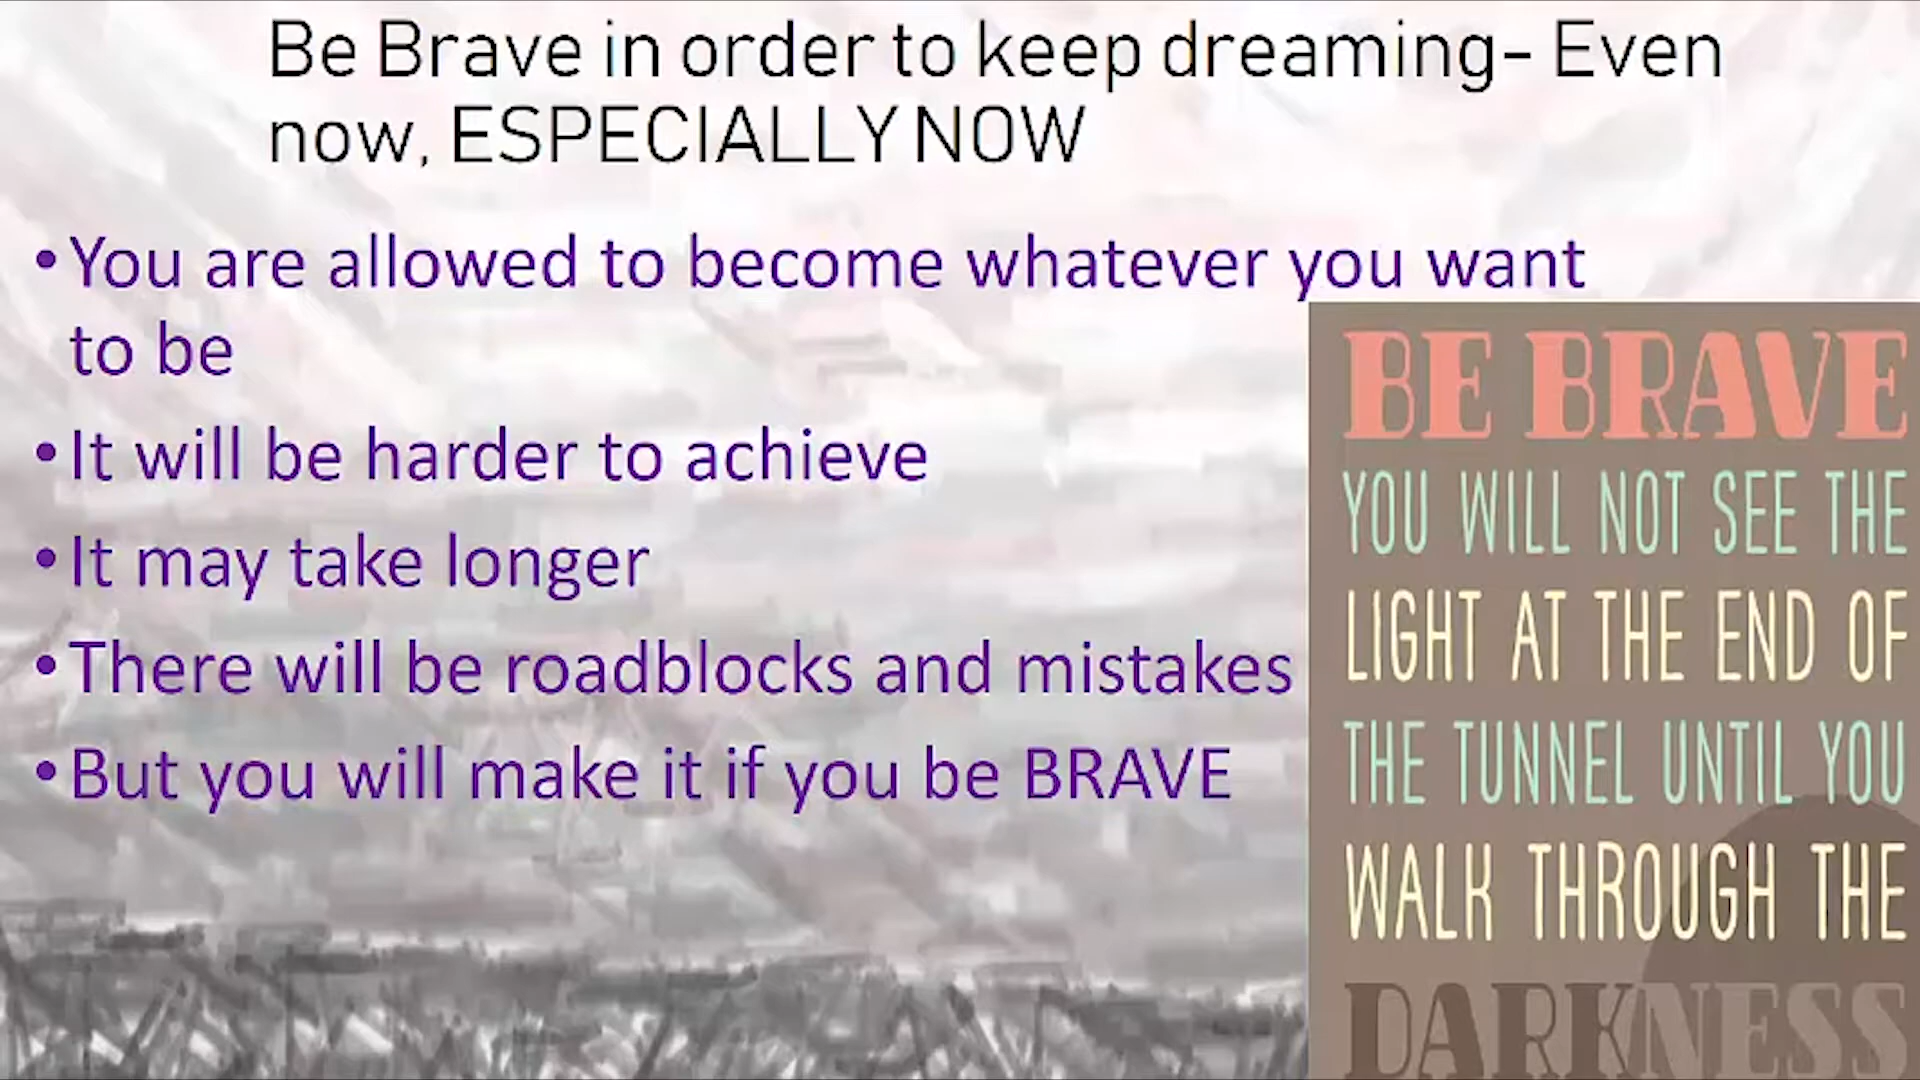 Be Brave in order to keep dreaming- Even
now, ESPECIALLY NOW
• You are allowed to become whatever you want
to be
• It will be harder to achieve
• It may take longer
• There will be roadblocks and mistakes
• But you will make it if you be BRAVE
BE BRAVE
YOU WILL NOT SEE THE
LIGHT AT THE END OF
THE TUNNEL UNTIL YOU
WALK THROUGH THE
DARKNESS